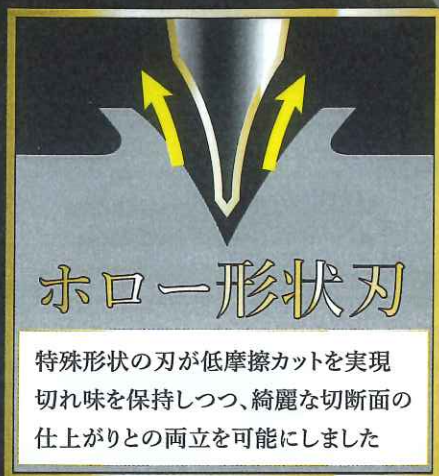 ホロー形状刃
特殊形状の刃が低摩擦カットを実現
切れ味を保持しつつ、綺麗な切断面の
仕上がりとの両立を可能にしました